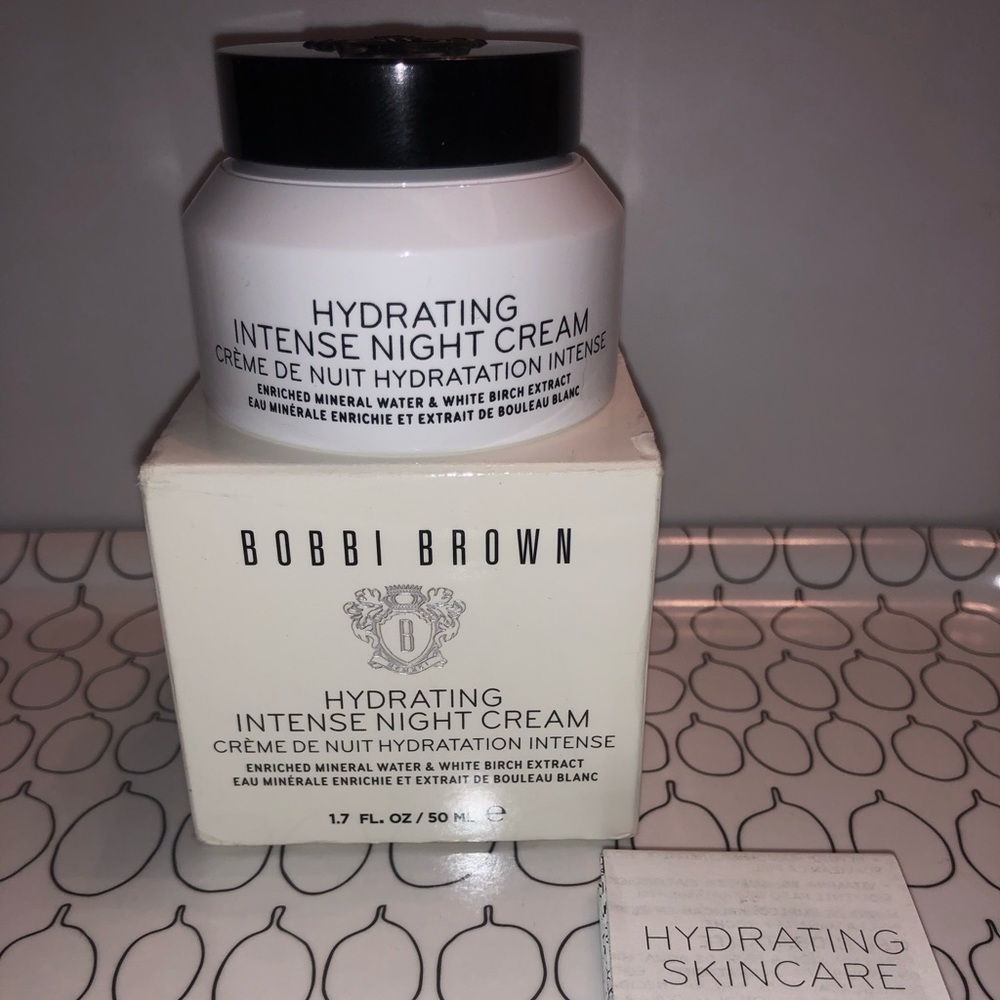 HYDRATING
INTENSE NIGHT CREAM
CRÈME DE NUIT HYDRATATION INTENSE
ENRICHED MINERAL WATER & WHITE BIRCH EXTRACT
EAU MINÉRALE ENRICHIE ET EXTRAIT DE BOULEAU BLANC
BOBBI BROWN
B
HYDRATING
INTENSE NIGHT CREAM
CRÈME DE NUIT HYDRATATION INTENSE
ENRICHED MINERAL WATER & WHITE BIRCH EXTRACT
EAU MINÉRALE ENRICHIE ET EXTRAIT DE BOULEAU BLANC
1.7 FL. OZ / 50 ML ℮
HYDRATING
SKINCARE